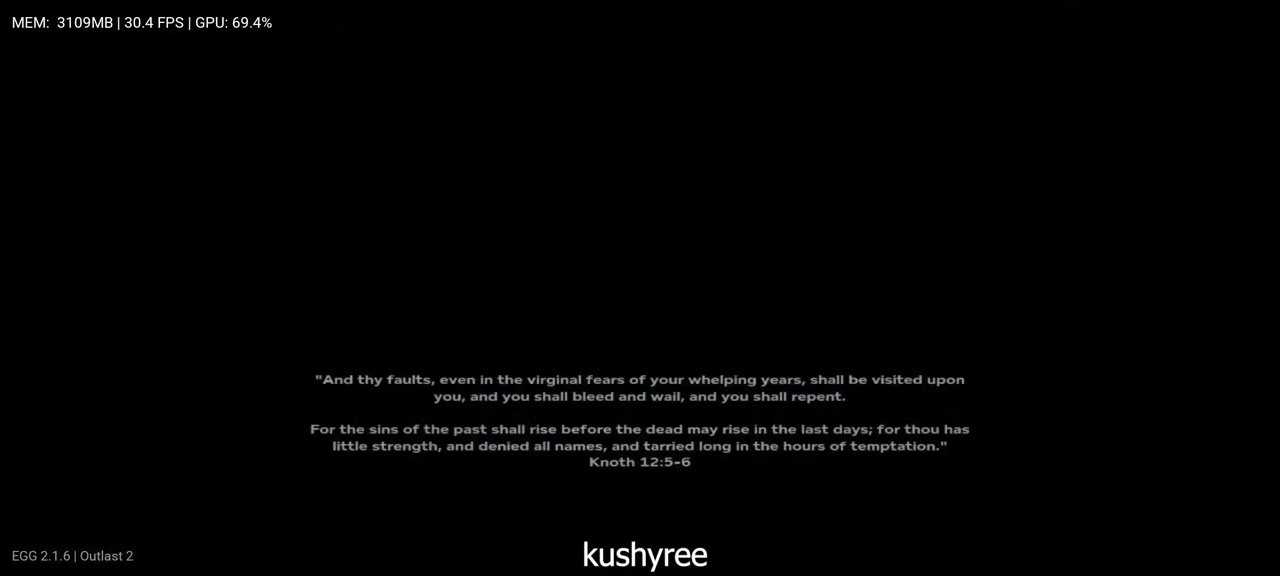 MEM: 3109MB | 30.4 FPS | GPU: 69.4%
"And thy faults, even in the virginal fears of your whelping years, shall be visited upon
you, and you shall bleed and wail, and you shall repent.
For the sins of the past shall rise before the dead may rise in the last days; for thou has
little strength, and denied all names, and tarried long in the hours of temptation."
Knoth 12:5-6
kushyree
EGG 2.1.6 | Outlast 2